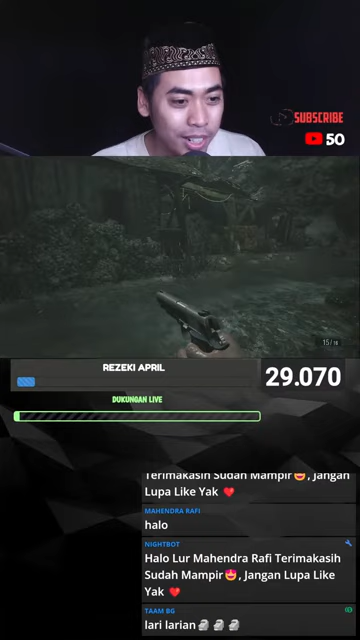 SUBSCRIBE
50
15/18
REZEKI APRIL
29.070
DUKUNGAN LIVE
Terimakasih Sudah Mampir😍, Jangan
Lupa Like Yak ❤️
MAHENDRA RAFI
halo
NIGHTBOT
Halo Lur Mahendra Rafi Terimakasih
Sudah Mampir😍, Jangan Lupa Like
Yak ❤️
TAAM BG
lari larian🗿🗿🗿